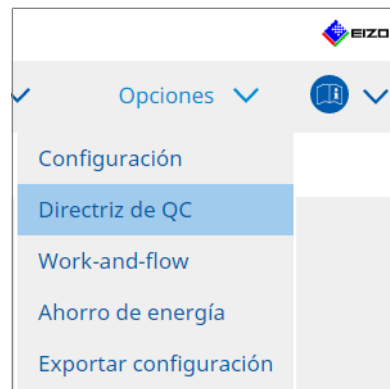 EIZO
Opciones
Configuración
Directriz de QC
Work-and-flow
Ahorro de energía
Exportar configuración